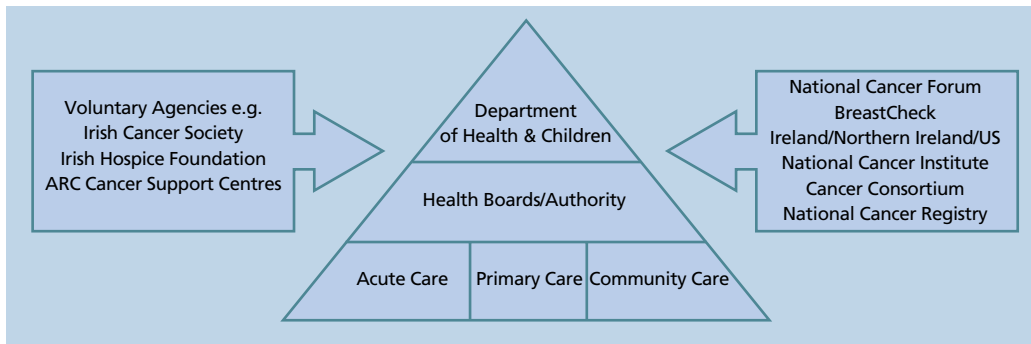 Voluntary Agencies e.g.
Irish Cancer Society
Irish Hospice Foundation
ARC Cancer Support Centres
Department
of Health & Children
Health Boards/Authority
Acute Care
Primary Care
Community Care
National Cancer Forum
BreastCheck
Ireland/Northern Ireland/US
National Cancer Institute
Cancer Consortium
National Cancer Registry